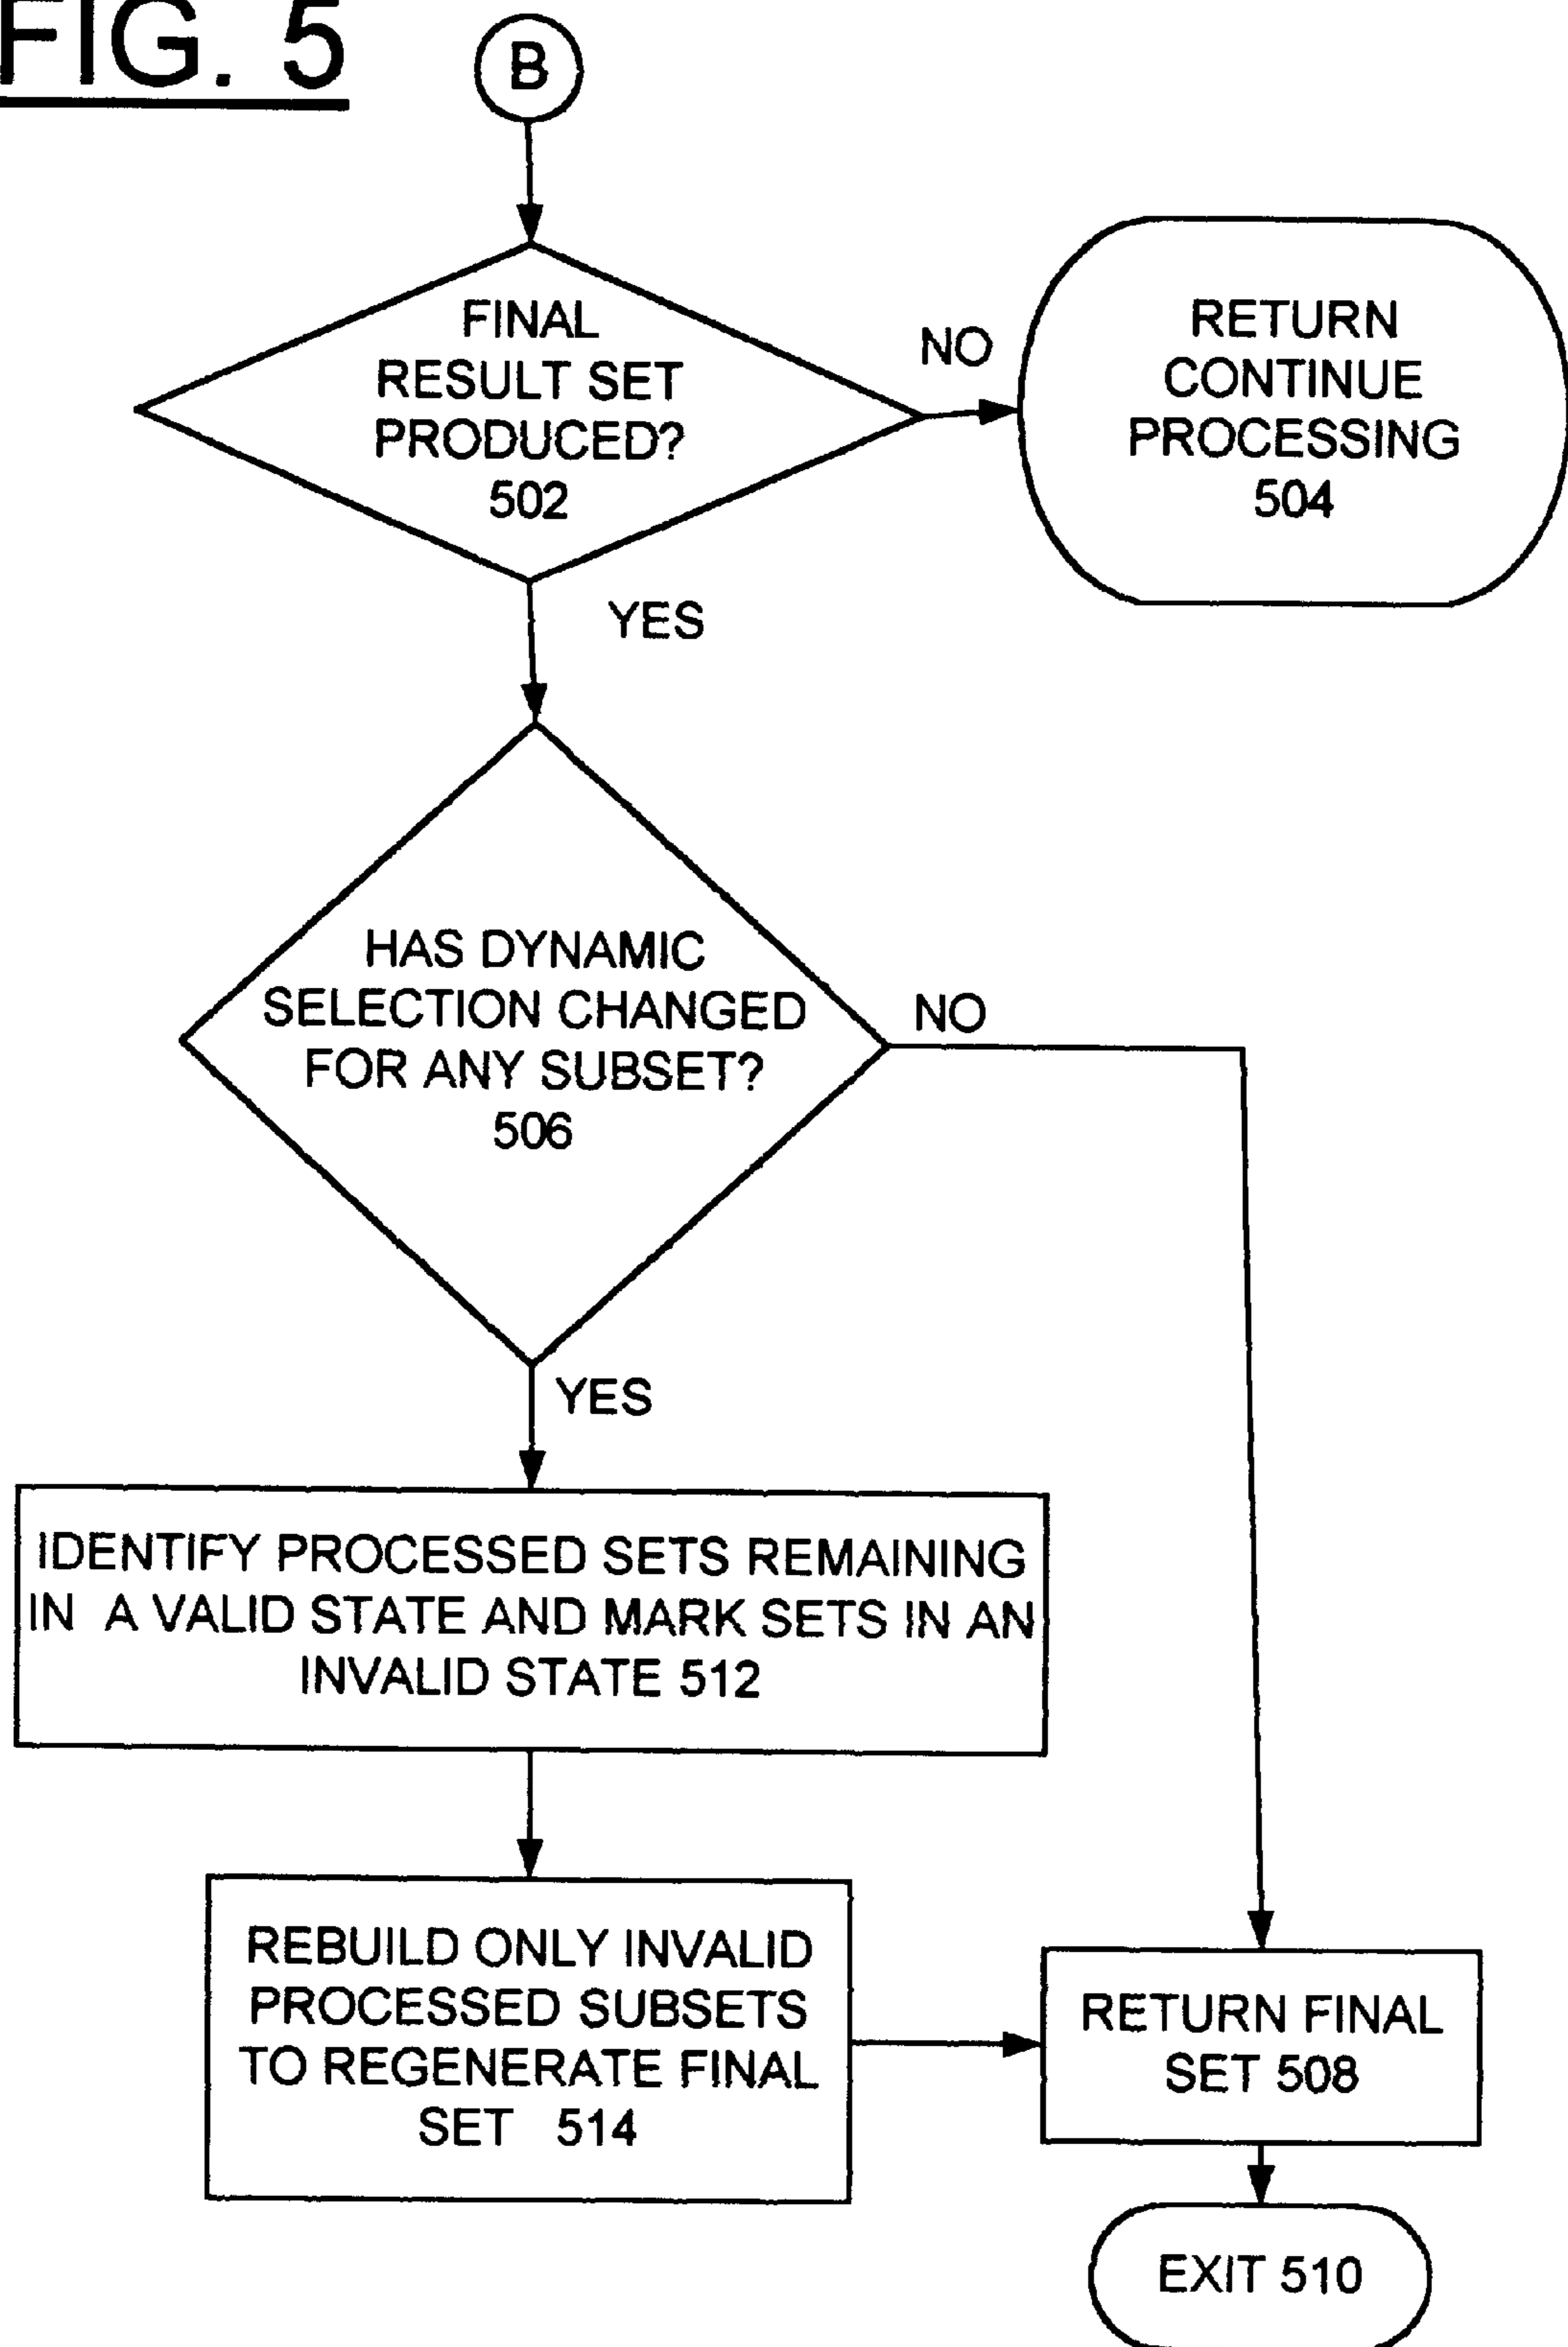 FIG. 5
B
FINAL
RESULT SET
PRODUCED?
502
NO
RETURN
CONTINUE
PROCESSING
504
YES
HAS DYNAMIC
SELECTION CHANGED
FOR ANY SUBSET?
506
NO
YES
IDENTIFY PROCESSED SETS REMAINING
IN A VALID STATE AND MARK SETS IN AN
INVALID STATE 512
REBUILD ONLY INVALID
PROCESSED SUBSETS
TO REGENERATE FINAL
SET 514
RETURN FINAL
SET 508
EXIT 510